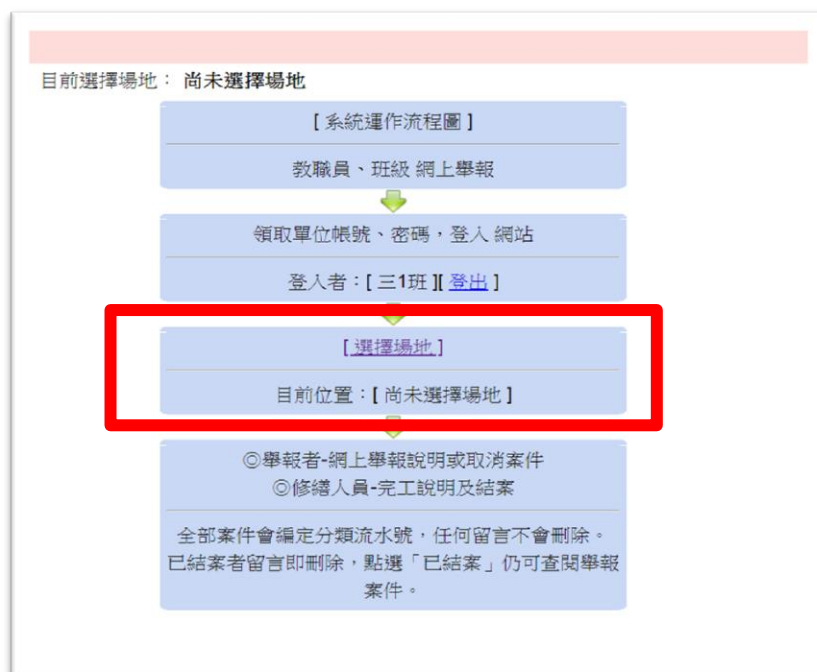 目前選擇場地： 尚未選擇場地
[ 系統運作流程圖 ]
教職員、班級 網上舉報
領取單位帳號、密碼，登入 網站
登入者：[ 三1班 ][ 登出 ]
[ 選擇場地 ]
目前位置：[ 尚未選擇場地 ]
◎舉報者-網上舉報說明或取消案件
◎修繕人員-完工說明及結案
全部案件會編定分類流水號，任何留言不會刪除。
已結案者留言即刪除，點選「已結案」仍可查閱舉報
案件。